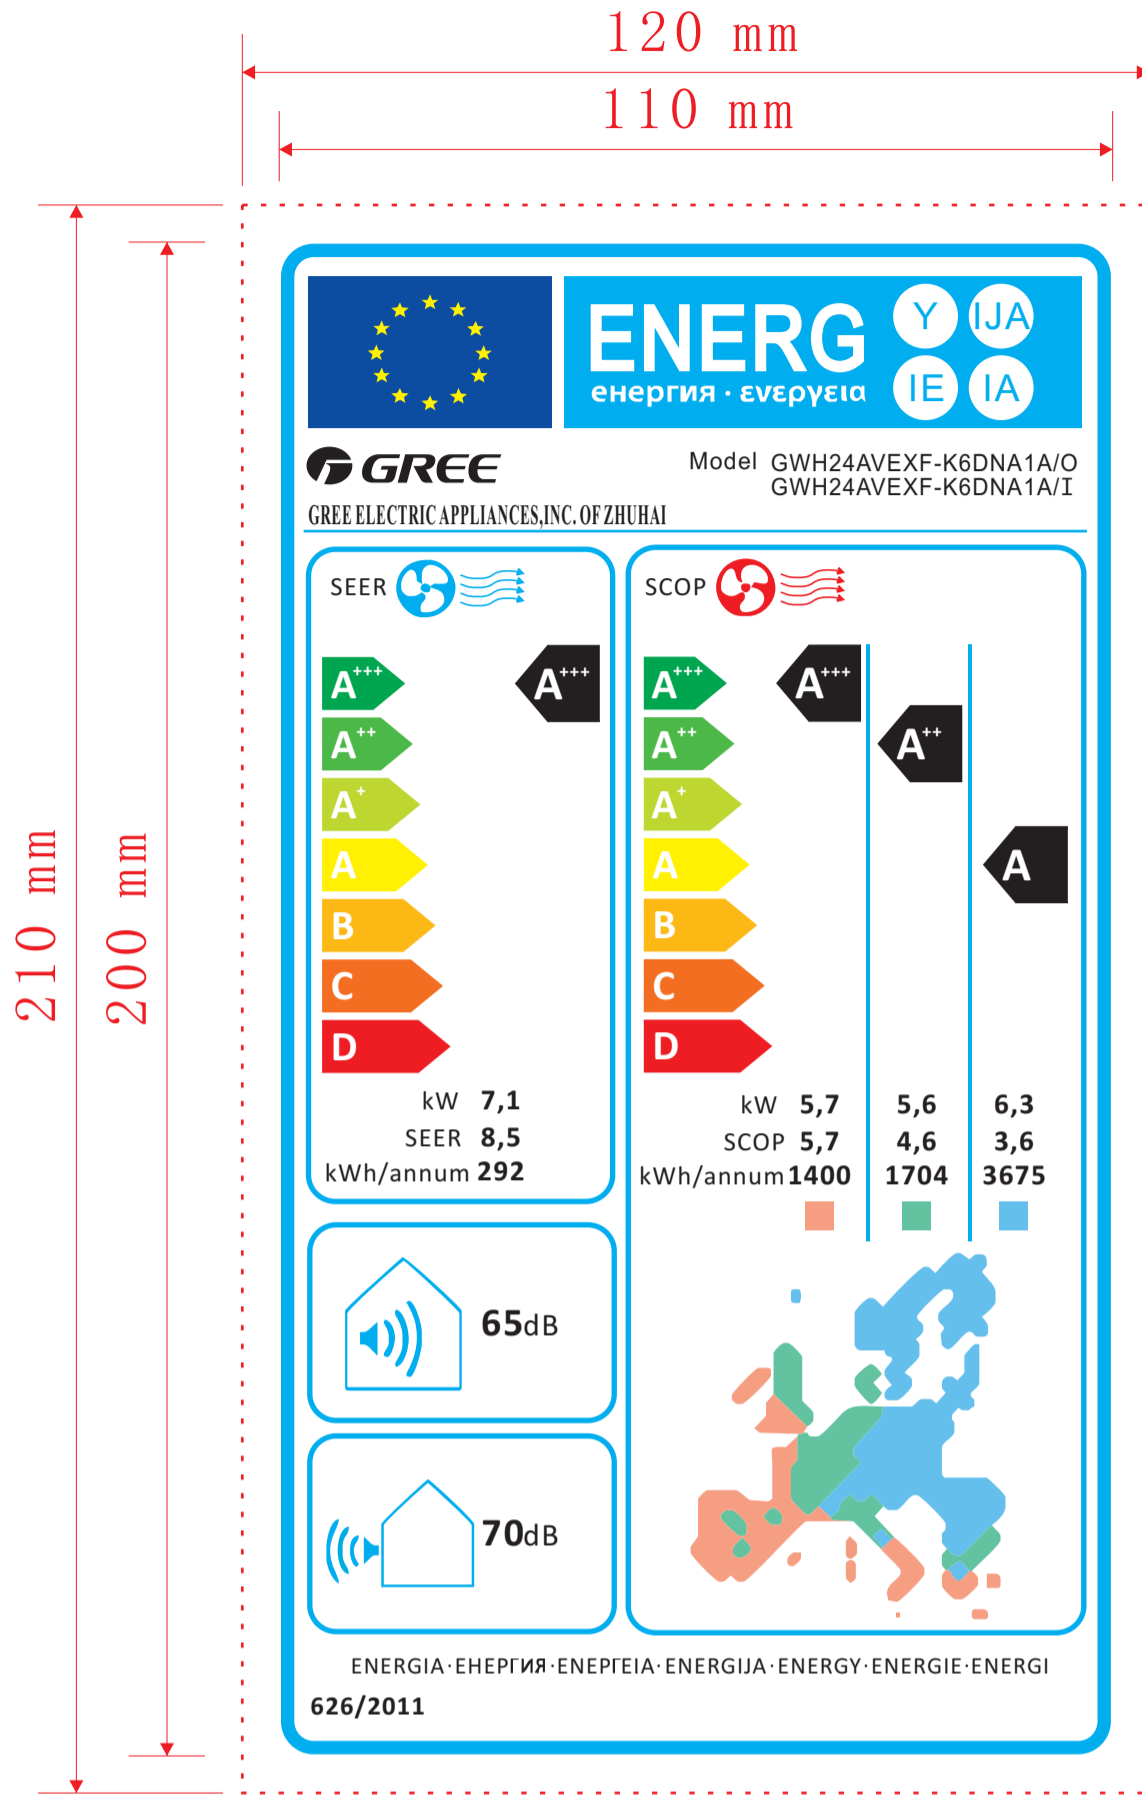 120 mm
110 mm
210 mm
200 mm
ENERG
енергия · ενεργεια
Y IJA
IE IA
GREE
Model GWH24AVEXF-K6DNA1A/O
GWH24AVEXF-K6DNA1A/I
GREE ELECTRIC APPLIANCES,INC. OF ZHUHAI
SEER
A+++
A++
A+
A
B
C
D
A+++
kW 7,1
SEER 8,5
kWh/annum 292
SCOP
A+++
A++
A+
A
B
C
D
A+++
A++
A
kW 5,7 5,6 6,3
SCOP 5,7 4,6 3,6
kWh/annum 1400 1704 3675
65dB
70dB
ENERGIA·ЕНЕРГИЯ·ΕΝΕΡΓΕΙΑ·ENERGIJA·ENERGY·ENERGIE·ENERGI
626/2011